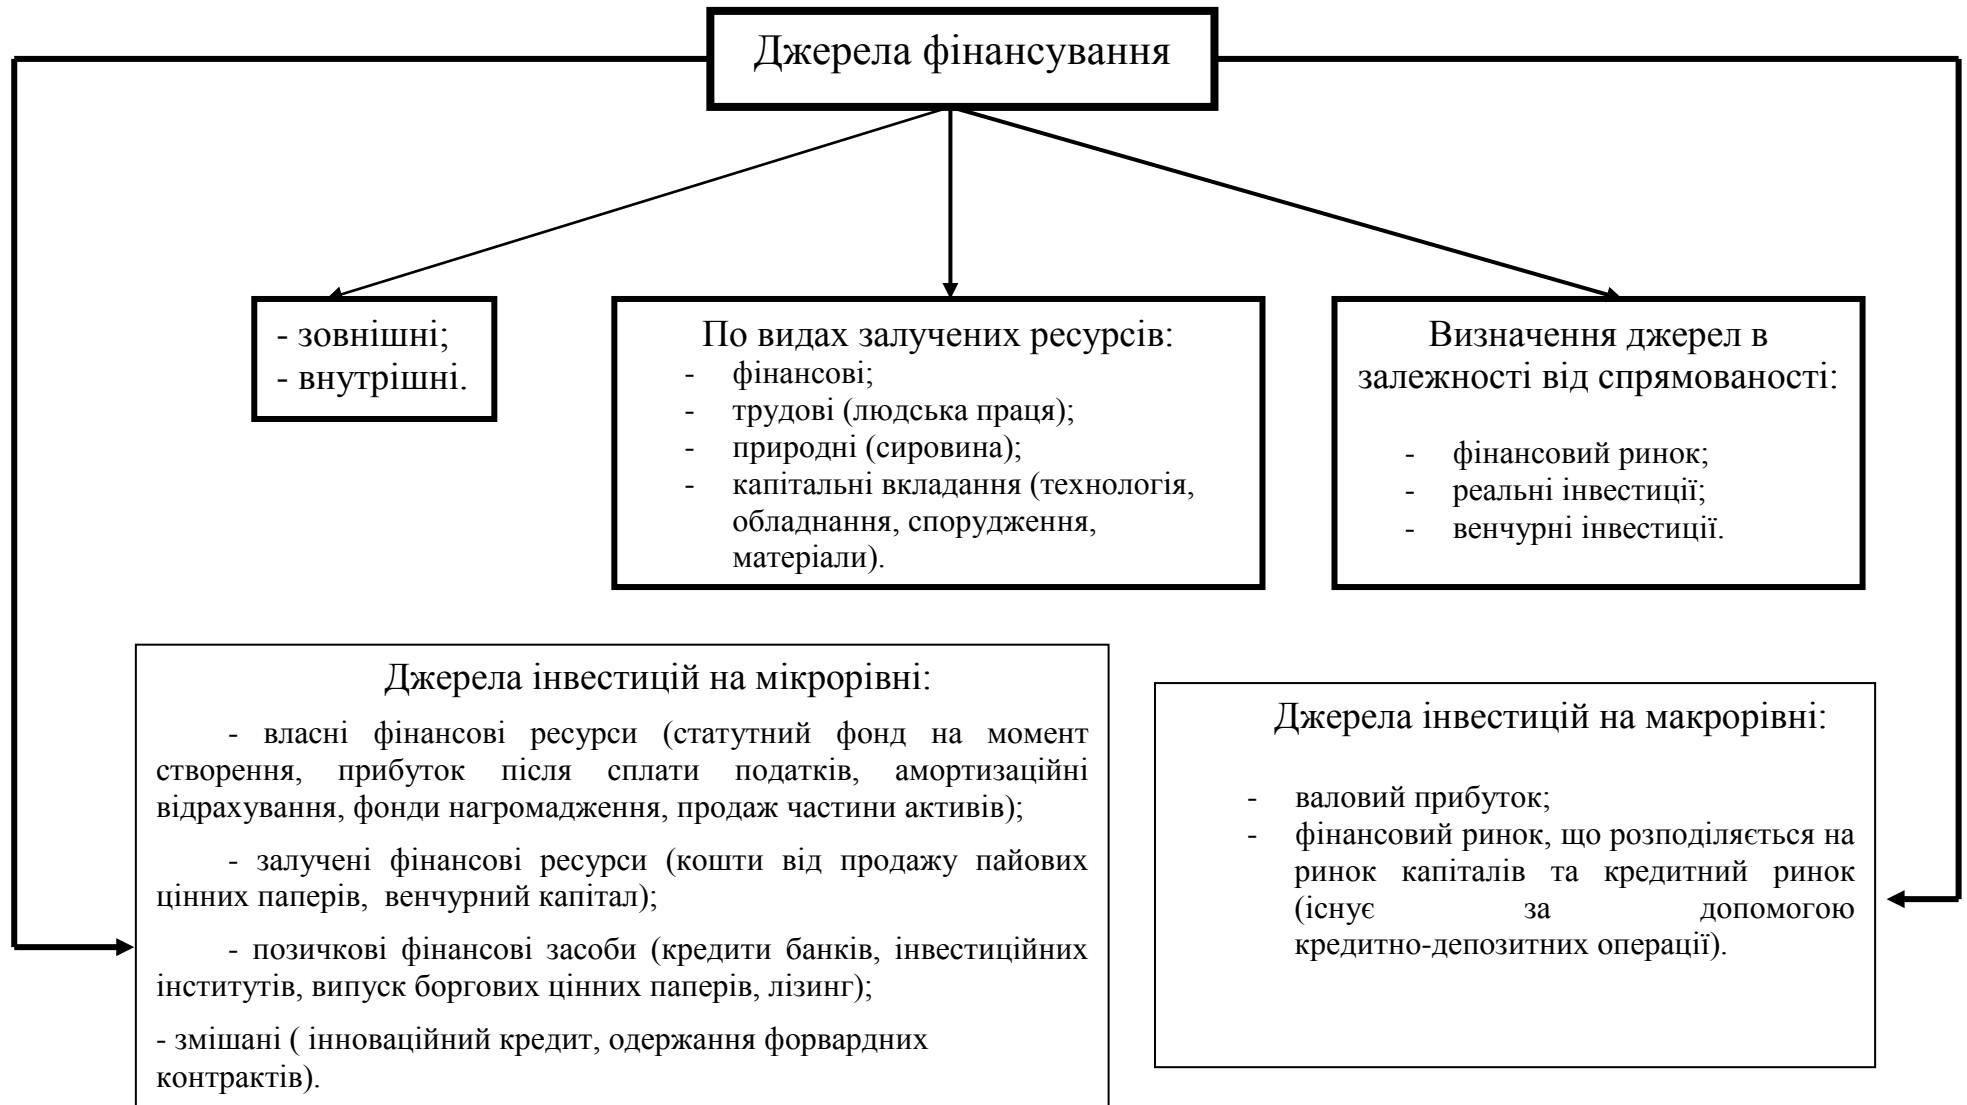 Джерела фінансування
- зовнішні;
- внутрішні.
По видах залучених ресурсів:
- фінансові;
- трудові (людська праця);
- природні (сировина);
- капітальні вкладання (технологія,
обладнання, спорудження,
матеріали).
Визначення джерел в
залежності від спрямованості:
- фінансовий ринок;
- реальні інвестиції;
- венчурні інвестиції.
Джерела інвестицій на мікрорівні:
- власні фінансові ресурси (статутний фонд на момент
створення, прибуток після сплати податків, амортизаційні
відрахування, фонди нагромадження, продаж частини активів);
- залучені фінансові ресурси (кошти від продажу пайових
цінних паперів, венчурний капітал);
- позичкові фінансові засоби (кредити банків, інвестиційних
інститутів, випуск боргових цінних паперів, лізинг);
- змішані ( інноваційний кредит, одержання форвардних
контрактів).
Джерела інвестицій на макрорівні:
- валовий прибуток;
- фінансовий ринок, що розподіляється на
ринок капіталів та кредитний ринок
(існує за допомогою
кредитно-депозитних операції).